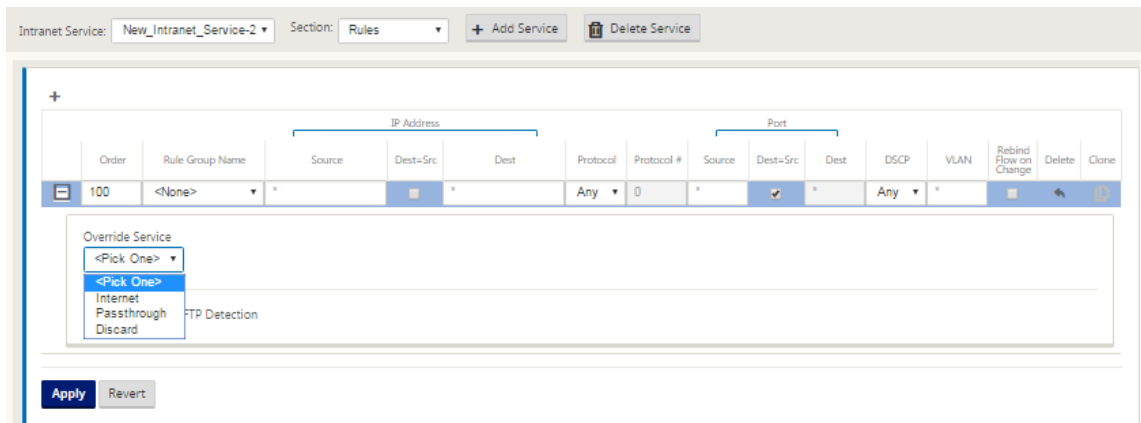 Intranet Service: New_Intranet_Service-2 Section: Rules + Add Service Delete Service
+
IP Address Port
Order Rule Group Name Source Dest=Src Dest Protocol Protocol # Source Dest=Src Dest DSCP VLAN Rebind Flow on Change Delete Clone
100 <None> * * Any 0 * * Any *
Override Service
<Pick One>
<Pick One>
Internet
Passthrough FTP Detection
Discard
Apply Revert